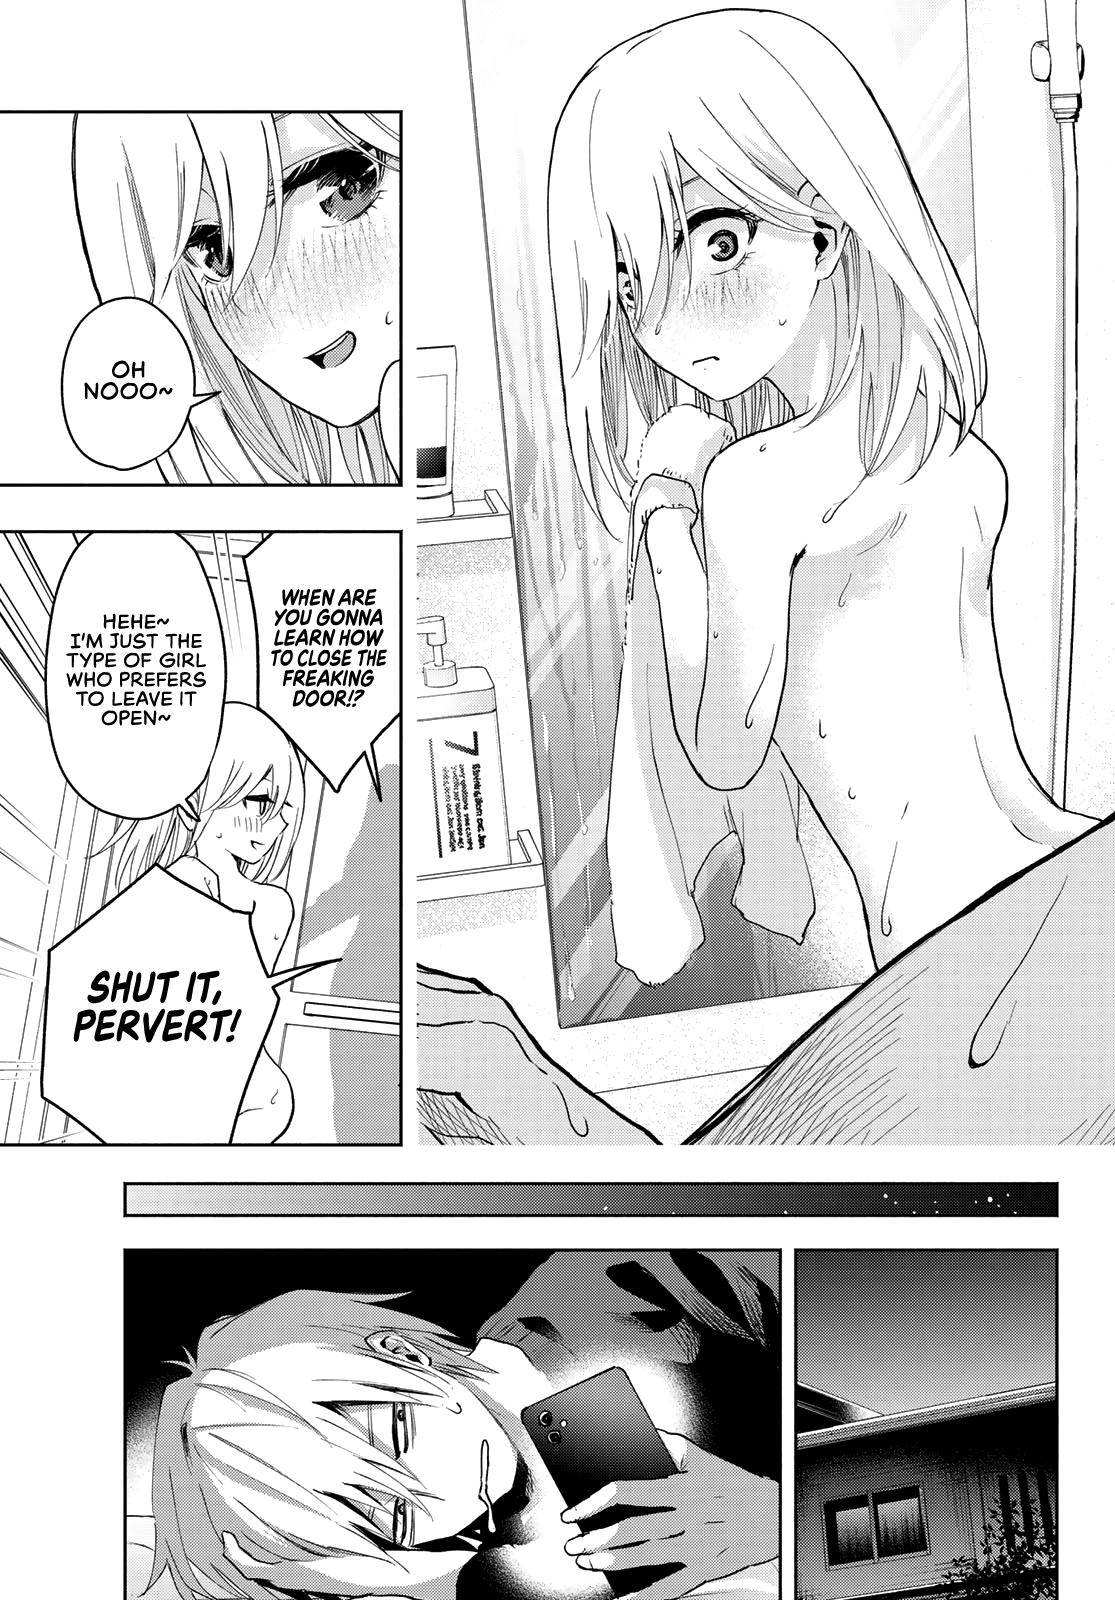 OH
NOOO~
WHEN ARE
YOU GONNA
LEARN HOW
TO CLOSE THE
FREAKING
DOOR!?
HEHE~
I'M JUST THE
TYPE OF GIRL
WHO PREFERS
TO LEAVE IT
OPEN~
SHUT IT,
PERVERT!
7